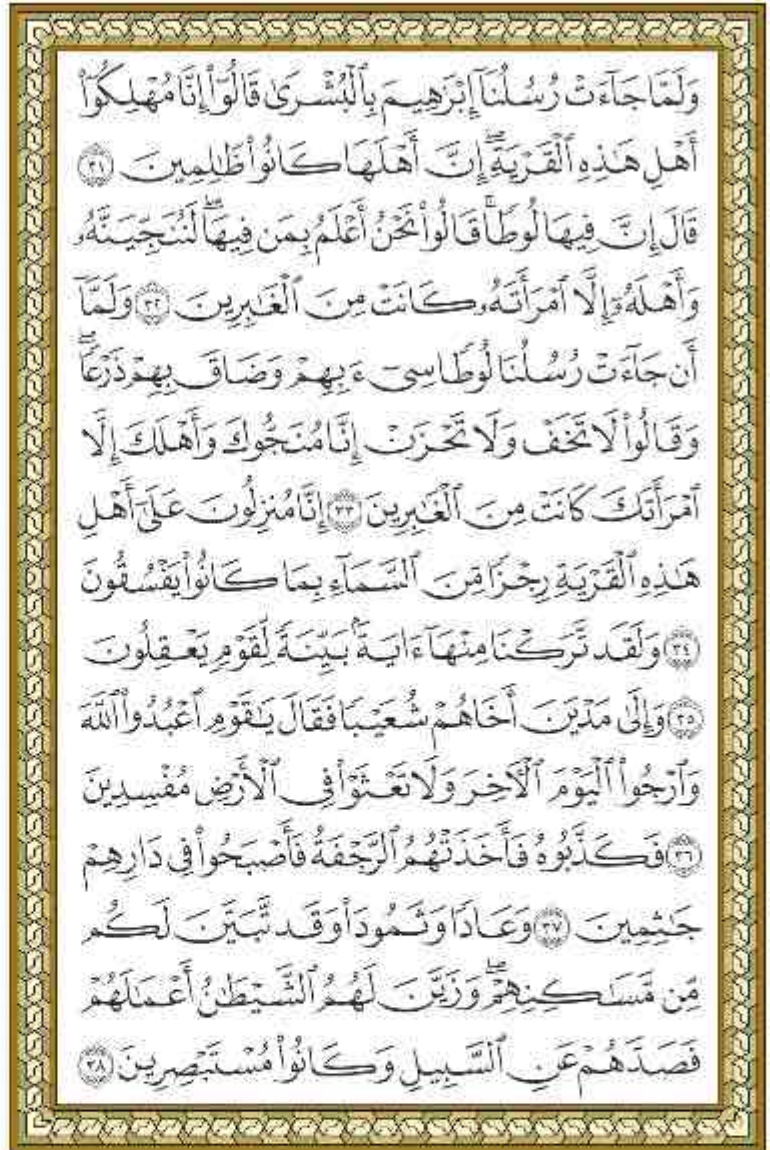 وَلَمَّا جَآءَتْ رُسُلُنَآ إِبْرَٰهِيمَ بِٱلْبُشْرَىٰ قَالُوٓا۟ إِنَّا مُهْلِكُوٓا۟
أَهْلِ هَٰذِهِ ٱلْقَرْيَةِ ۖ إِنَّ أَهْلَهَا كَانُوا۟ ظَٰلِمِينَ ٣١
قَالَ إِنَّ فِيهَا لُوطًا ۚ قَالُوا۟ نَحْنُ أَعْلَمُ بِمَن فِيهَا ۖ لَنُنَجِّيَنَّهُۥ
وَأَهْلَهُۥٓ إِلَّا ٱمْرَأَتَهُۥ كَانَتْ مِنَ ٱلْغَٰبِرِينَ ٣٢ وَلَمَّآ
أَن جَآءَتْ رُسُلُنَا لُوطًا سِىٓءَ بِهِمْ وَضَاقَ بِهِمْ ذَرْعًا ۖ
وَقَالُوا۟ لَا تَخَفْ وَلَا تَحْزَنْ إِنَّا مُنَجُّوكَ وَأَهْلَكَ إِلَّا
ٱمْرَأَتَكَ كَانَتْ مِنَ ٱلْغَٰبِرِينَ ٣٣ إِنَّا مُنزِلُونَ عَلَىٰٓ أَهْلِ
هَٰذِهِ ٱلْقَرْيَةِ رِجْزًا مِّنَ ٱلسَّمَآءِ بِمَا كَانُوا۟ يَفْسُقُونَ
٣٤ وَلَقَد تَّرَكْنَا مِنْهَآ ءَايَةًۢ بَيِّنَةً لِّقَوْمٍ يَعْقِلُونَ
٣٥ وَإِلَىٰ مَدْيَنَ أَخَاهُمْ شُعَيْبًا فَقَالَ يَٰقَوْمِ ٱعْبُدُوا۟ ٱللَّهَ
وَٱرْجُوا۟ ٱلْيَوْمَ ٱلْءَاخِرَ وَلَا تَعْثَوْا۟ فِى ٱلْأَرْضِ مُفْسِدِينَ
٣٦ فَكَذَّبُوهُ فَأَخَذَتْهُمُ ٱلرَّجْفَةُ فَأَصْبَحُوا۟ فِى دَارِهِمْ
جَٰثِمِينَ ٣٧ وَعَادًا وَثَمُودَا۟ وَقَد تَّبَيَّنَ لَكُم
مِّن مَّسَٰكِنِهِمْ ۖ وَزَيَّنَ لَهُمُ ٱلشَّيْطَٰنُ أَعْمَٰلَهُمْ
فَصَدَّهُمْ عَنِ ٱلسَّبِيلِ وَكَانُوا۟ مُسْتَبْصِرِينَ ٣٨